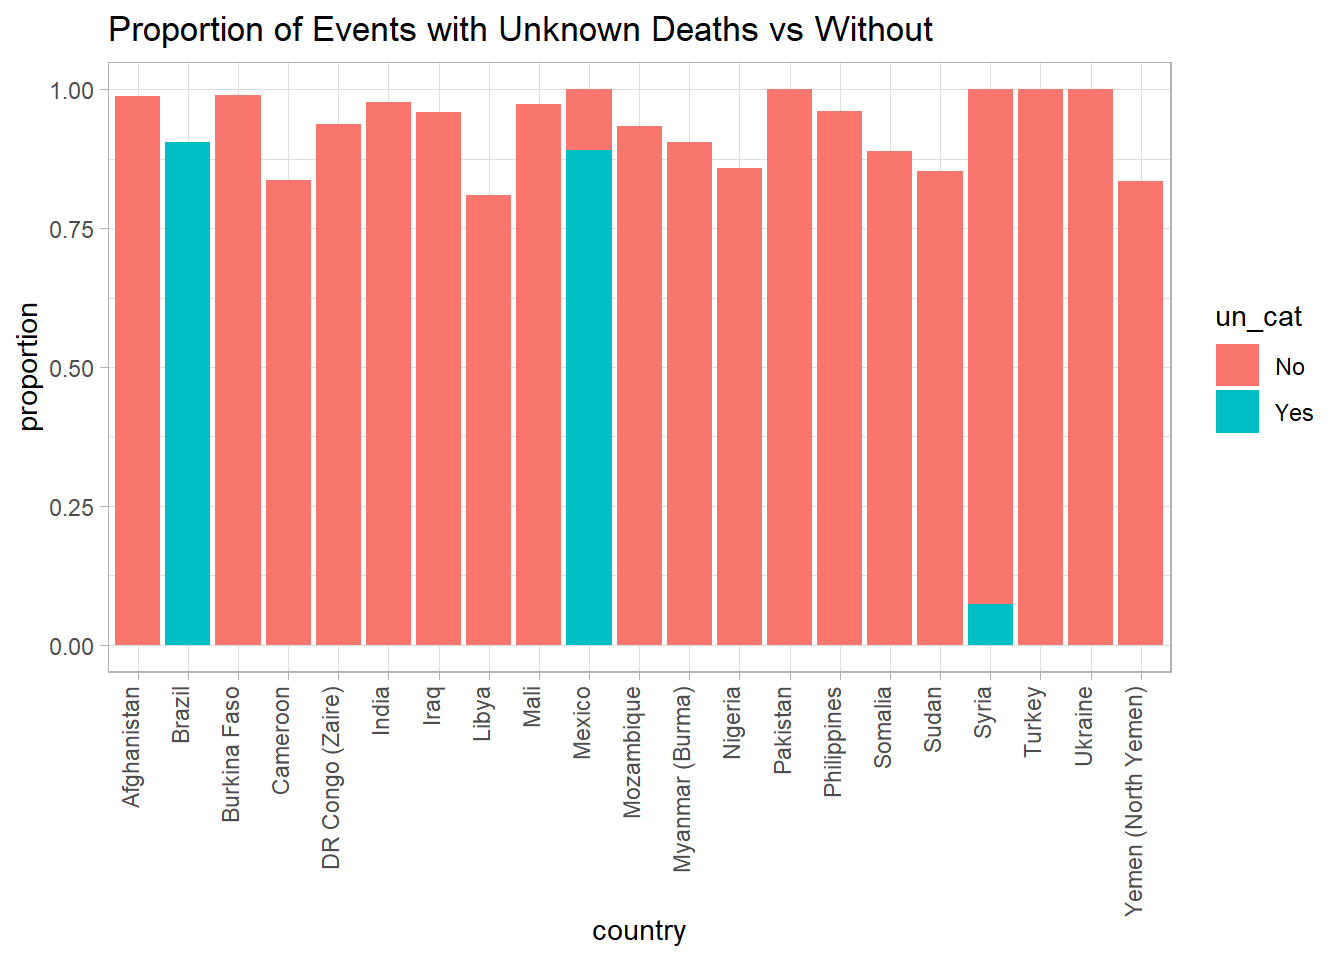 Proportion of Events with Unknown Deaths vs Without
proportion
1.00
0.75
0.50
0.25
0.00
Afghanistan
Brazil
Burkina Faso
Cameroon
DR Congo (Zaire)
India
Iraq
Libya
Mali
Mexico
Mozambique
Myanmar (Burma)
Nigeria
Pakistan
Philippines
Somalia
Sudan
Syria
Turkey
Ukraine
Yemen (North Yemen)
country
un_cat
No
Yes